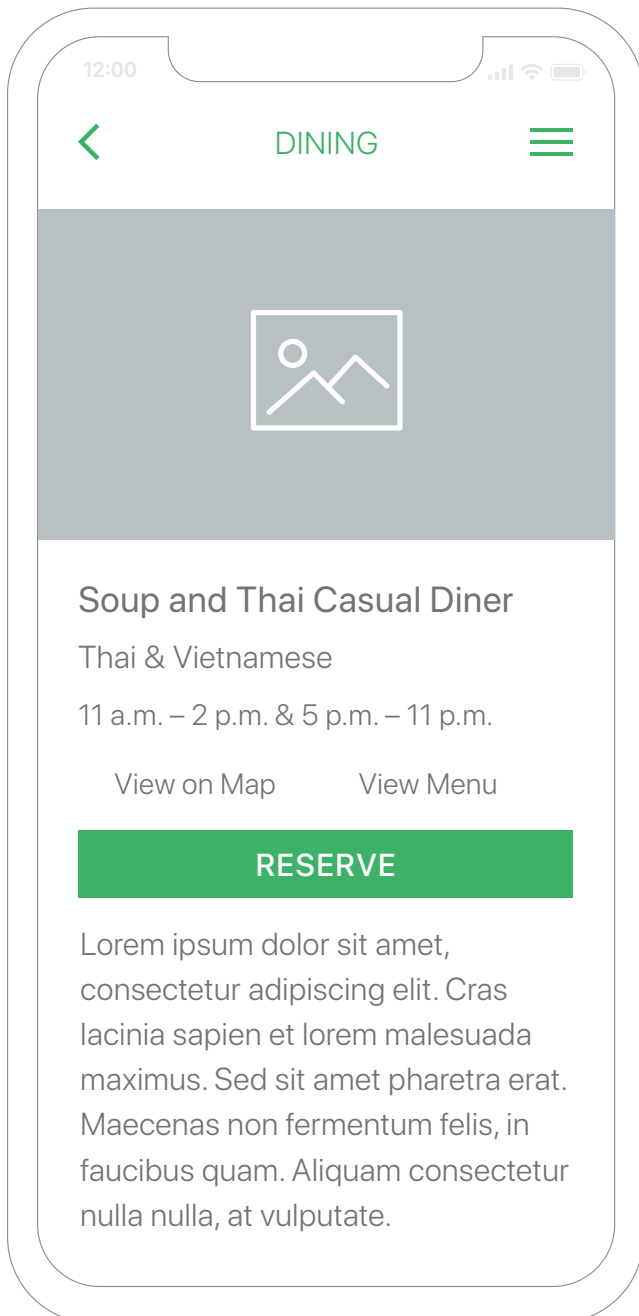 12:00
DINING
Soup and Thai Casual Diner
Thai & Vietnamese
11 a.m. – 2 p.m. & 5 p.m. – 11 p.m.
View on Map View Menu
RESERVE
Lorem ipsum dolor sit amet,
consectetur adipiscing elit. Cras
lacinia sapien et lorem malesuada
maximus. Sed sit amet pharetra erat.
Maecenas non fermentum felis, in
faucibus quam. Aliquam consectetur
nulla nulla, at vulputate.